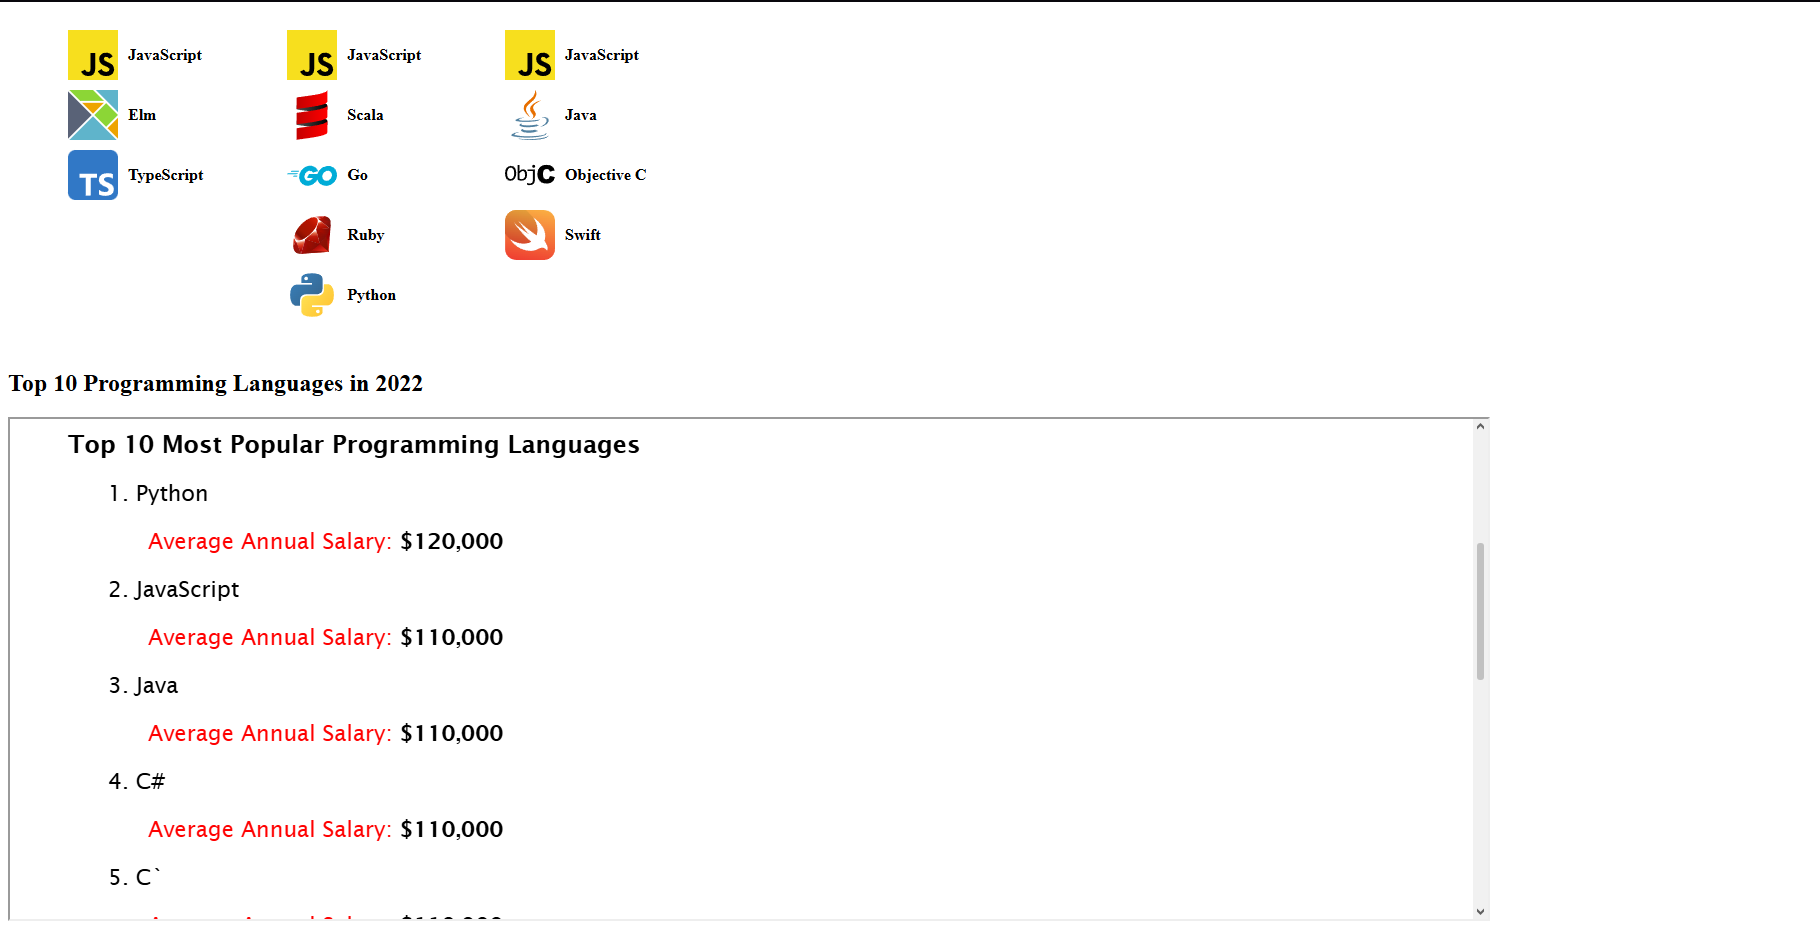 JS JavaScript JS JavaScript JS JavaScript
Elm Scala Java
TS TypeScript GO Go ObjC Objective C
Ruby Swift
Python
Top 10 Programming Languages in 2022
Top 10 Most Popular Programming Languages
1. Python
Average Annual Salary: $120,000
2. JavaScript
Average Annual Salary: $110,000
3. Java
Average Annual Salary: $110,000
4. C#
Average Annual Salary: $110,000
5. C`